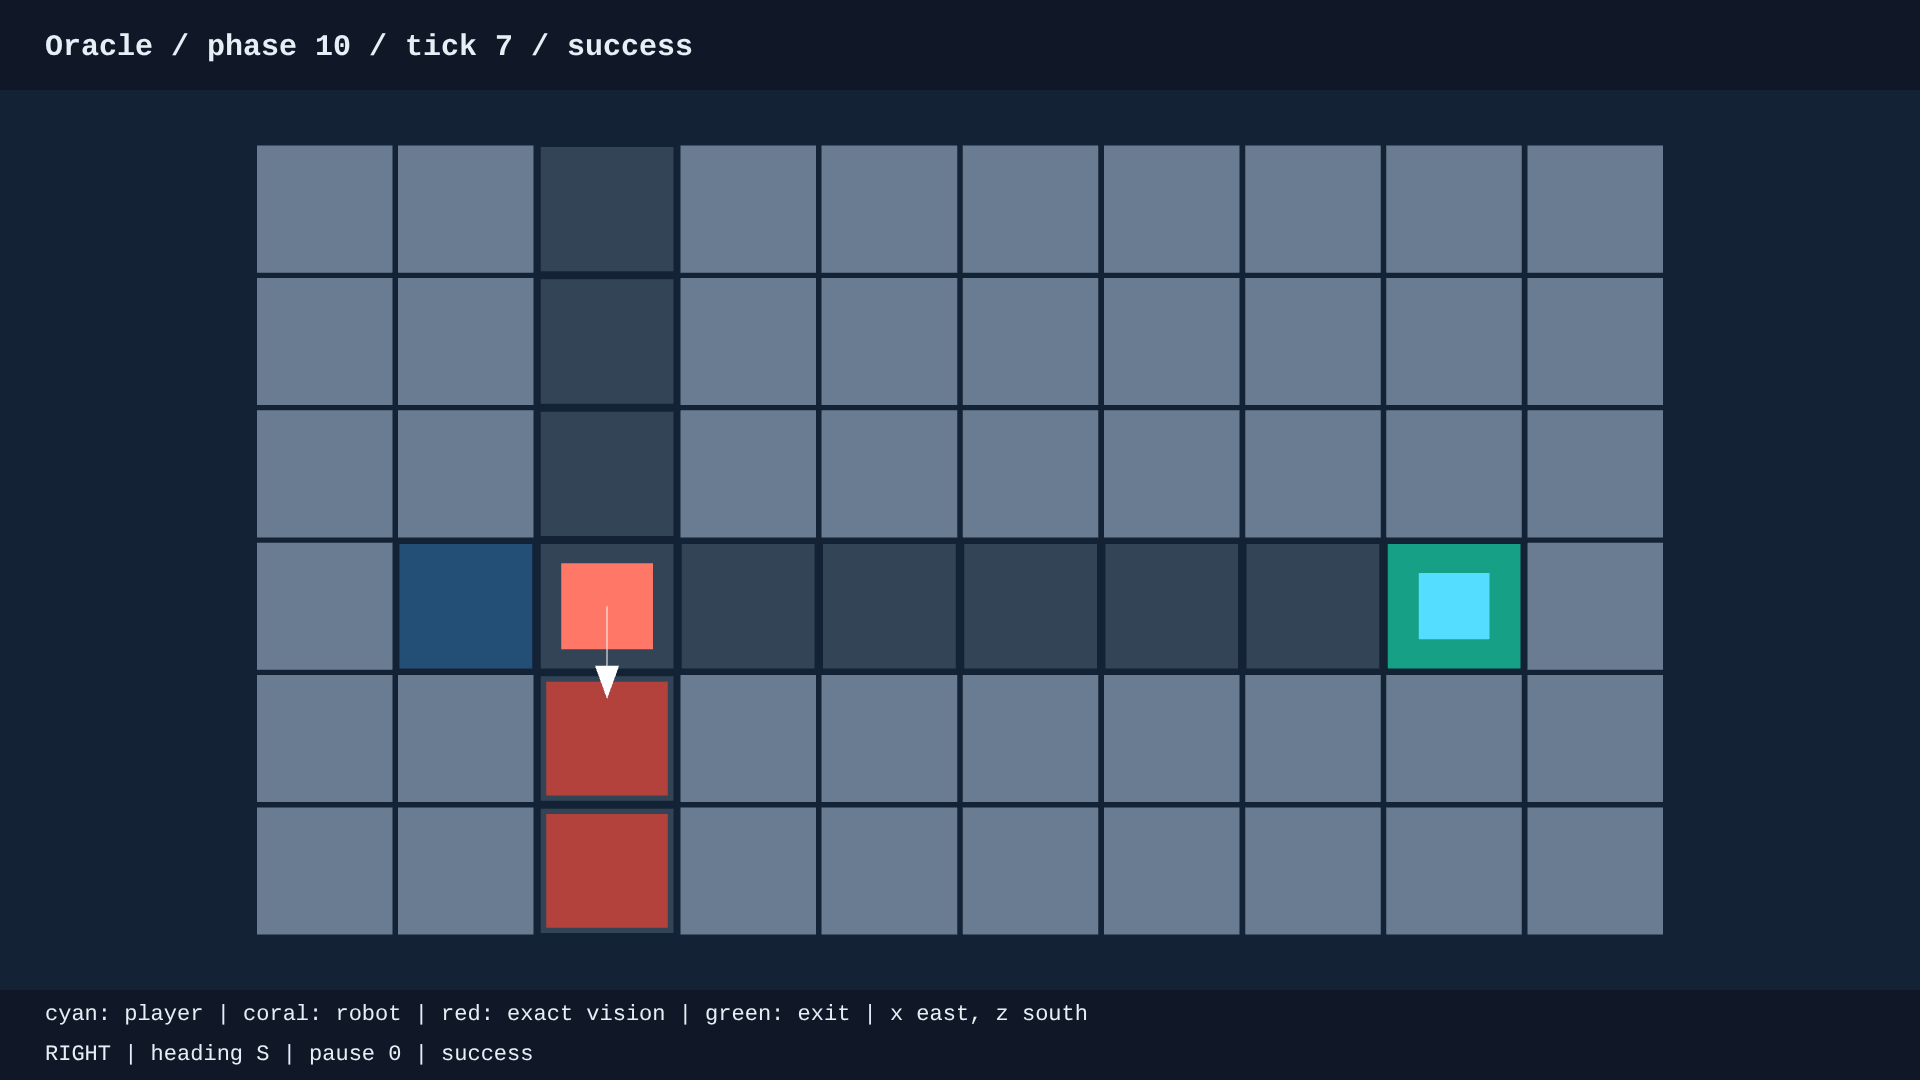 Oracle / phase 10 / tick 7 / success
cyan: player | coral: robot | red: exact vision | green: exit | x east, z south
RIGHT | heading S | pause 0 | success